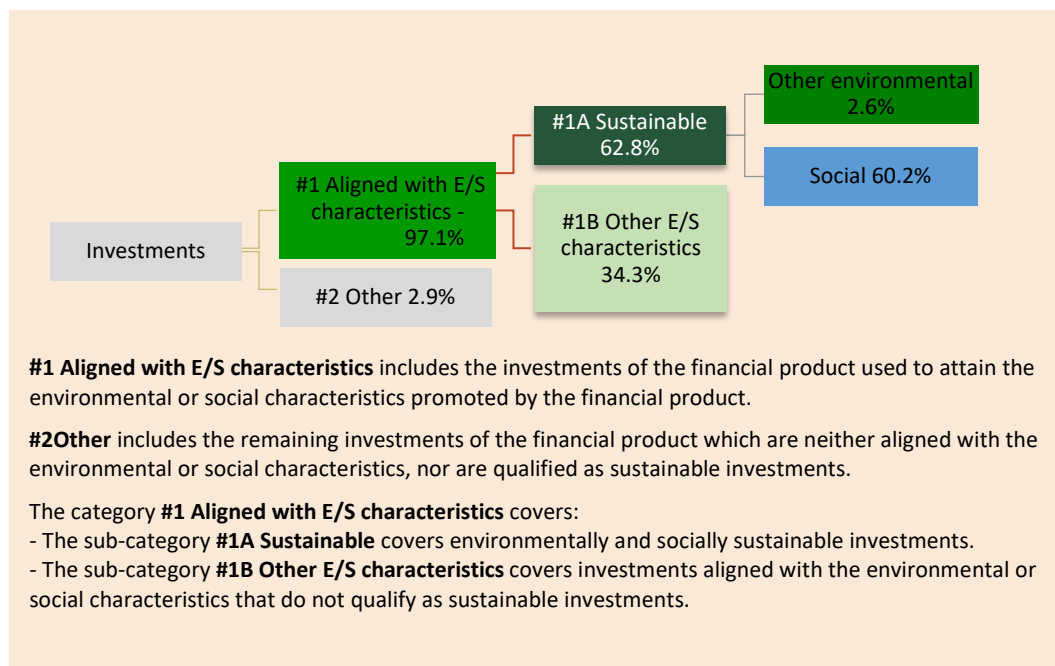 Other environmental
2.6%
#1A Sustainable
62.8%
Social 60.2%
#1 Aligned with E/S
characteristics -
97.1%
#1B Other E/S
characteristics
34.3%
Investments
#2 Other 2.9%
#1 Aligned with E/S characteristics includes the investments of the financial product used to attain the
environmental or social characteristics promoted by the financial product.
#2Other includes the remaining investments of the financial product which are neither aligned with the
environmental or social characteristics, nor are qualified as sustainable investments.
The category #1 Aligned with E/S characteristics covers:
- The sub-category #1A Sustainable covers environmentally and socially sustainable investments.
- The sub-category #1B Other E/S characteristics covers investments aligned with the environmental or
social characteristics that do not qualify as sustainable investments.